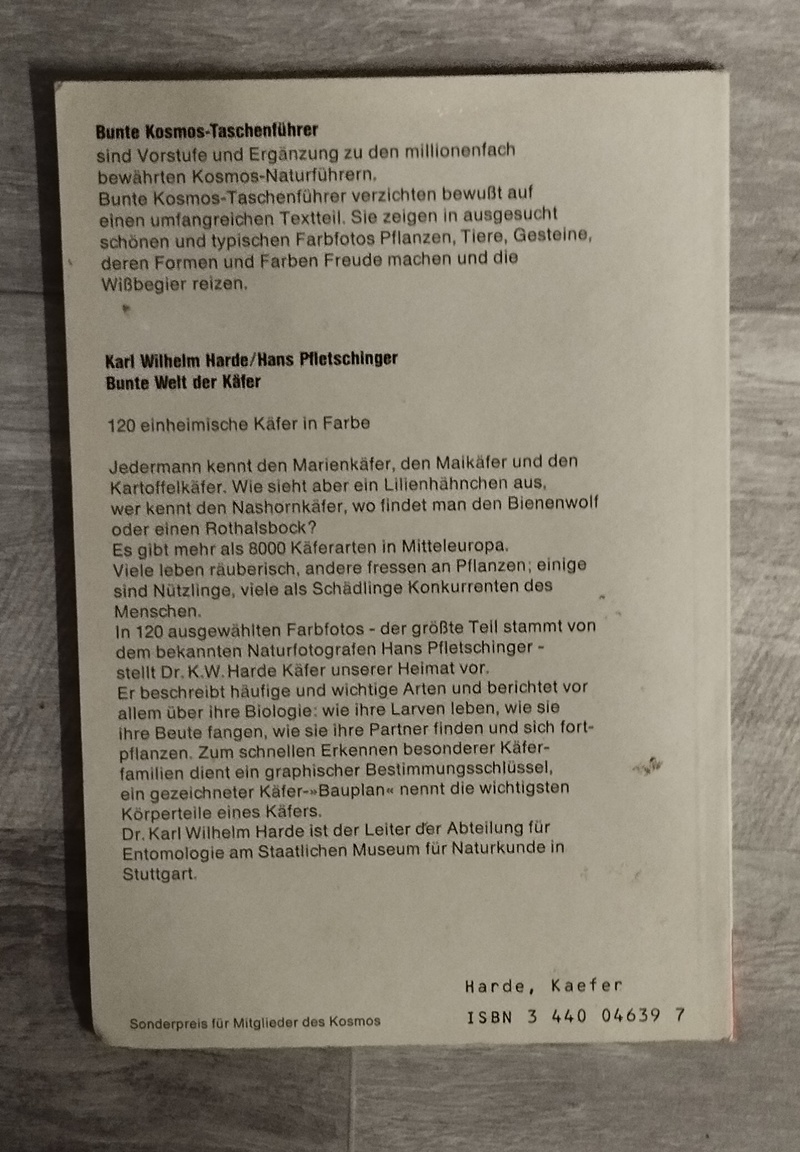 Bunte Kosmos-Taschenführer
sind Vorstufe und Ergänzung zu den millionenfach
bewährten Kosmos-Naturführern.
Bunte Kosmos-Taschenführer verzichten bewußt auf
einen umfangreichen Textteil. Sie zeigen in ausgesucht
schönen und typischen Farbfotos Pflanzen, Tiere, Gesteine,
deren Formen und Farben Freude machen und die
Wißbegier reizen.
Karl Wilhelm Harde/Hans Pfletschinger
Bunte Welt der Käfer
120 einheimische Käfer in Farbe
Jedermann kennt den Marienkäfer, den Maikäfer und den
Kartoffelkäfer. Wie sieht aber ein Lilienhähnchen aus,
wer kennt den Nashornkäfer, wo findet man den Bienenwolf
oder einen Rothalsbock?
Es gibt mehr als 8000 Käferarten in Mitteleuropa.
Viele leben räuberisch, andere fressen an Pflanzen; einige
sind Nützlinge, viele als Schädlinge Konkurrenten des
Menschen.
In 120 ausgewählten Farbfotos - der größte Teil stammt von
dem bekannten Naturfotografen Hans Pfletschinger -
stellt Dr. K.W. Harde Käfer unserer Heimat vor.
Er beschreibt häufige und wichtige Arten und berichtet vor
allem über ihre Biologie: wie ihre Larven leben, wie sie
ihre Beute fangen, wie sie ihre Partner finden und sich fort-
pflanzen. Zum schnellen Erkennen besonderer Käfer-
familien dient ein graphischer Bestimmungsschlüssel,
ein gezeichneter Käfer-»Bauplan« nennt die wichtigsten
Körperteile eines Käfers.
Dr. Karl Wilhelm Harde ist der Leiter der Abteilung für
Entomologie am Staatlichen Museum für Naturkunde in
Stuttgart.
Harde, Kaefer
Sonderpreis für Mitglieder des Kosmos
ISBN 3 440 04639 7